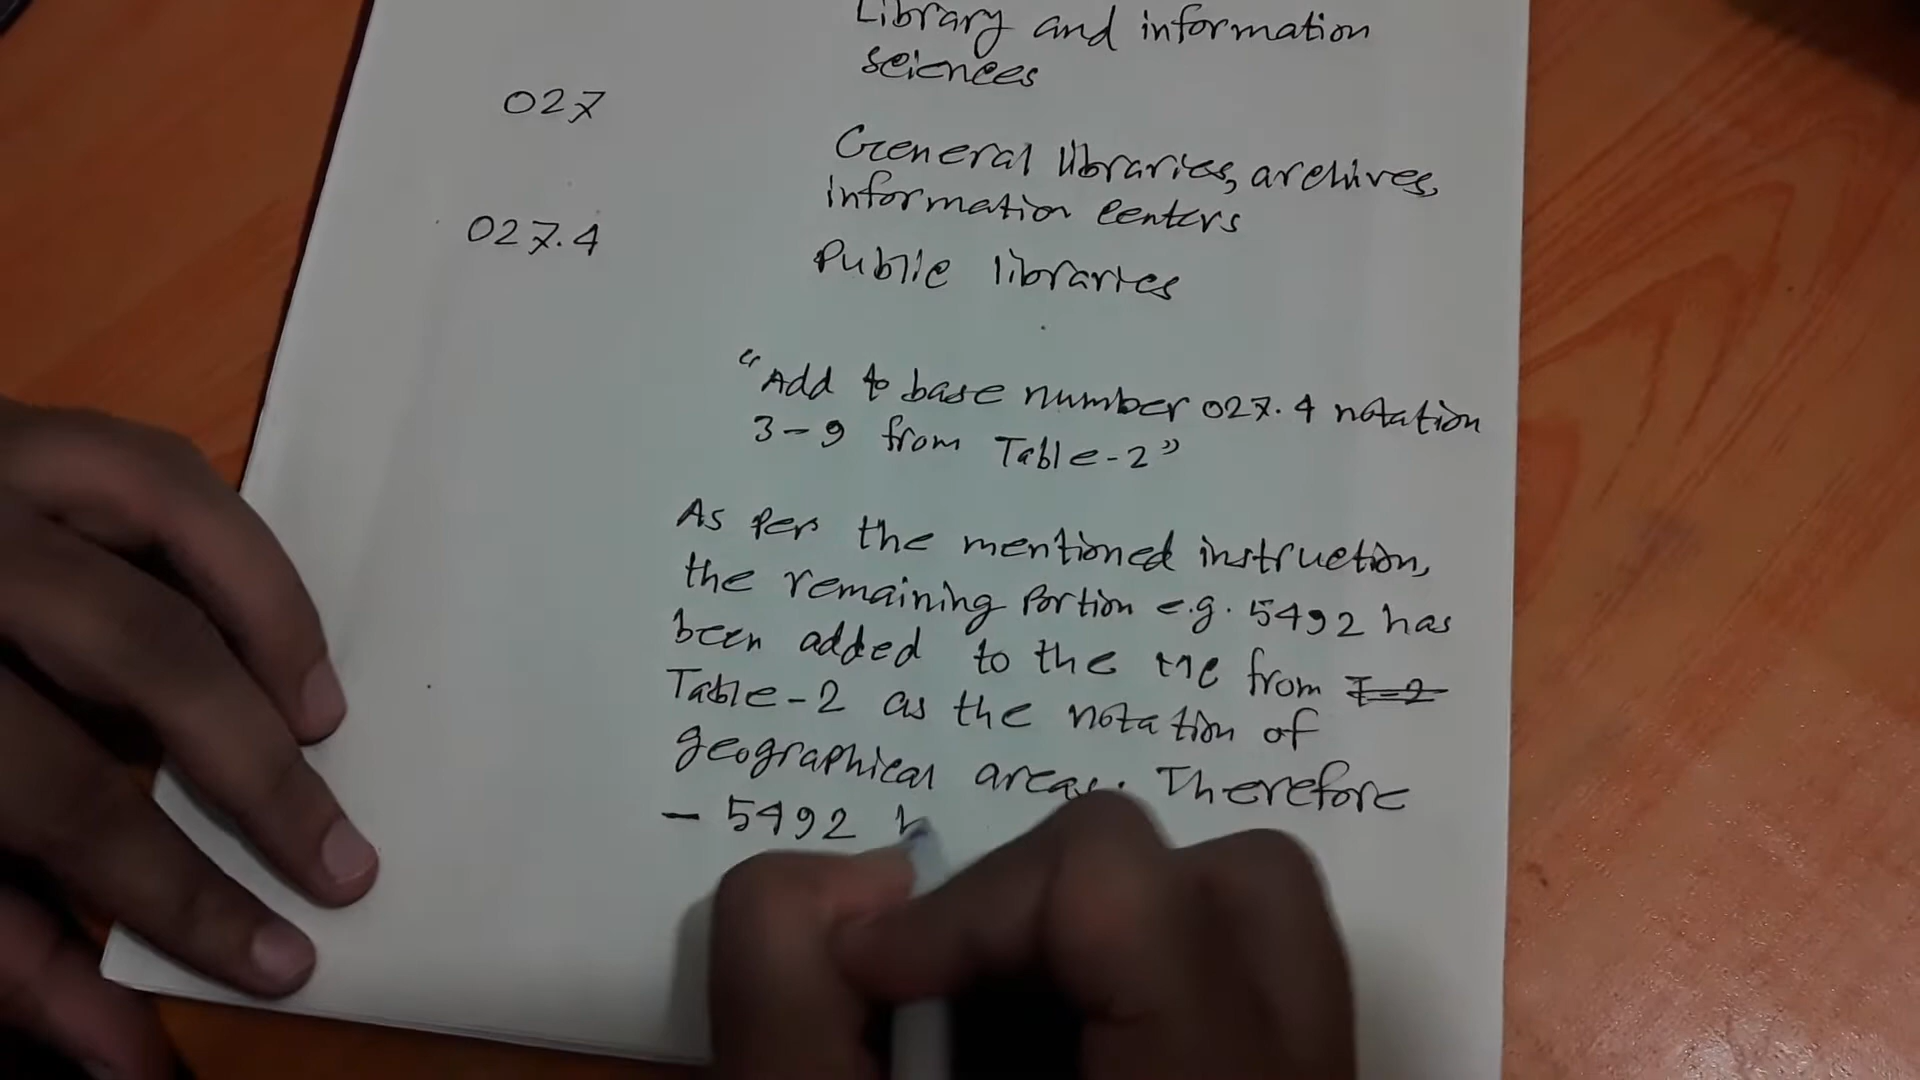 Library and information
sciences
027
General libraries, archives,
information centers
027.4
Public libraries
"Add to base number 027.4 notation
3-9 from Table-2"
As per the mentioned instruction,
the remaining portion e.g. 5492 has
been added to the from T-2
Table-2 as the notation of
geographical areas. Therefore
- 5492 h